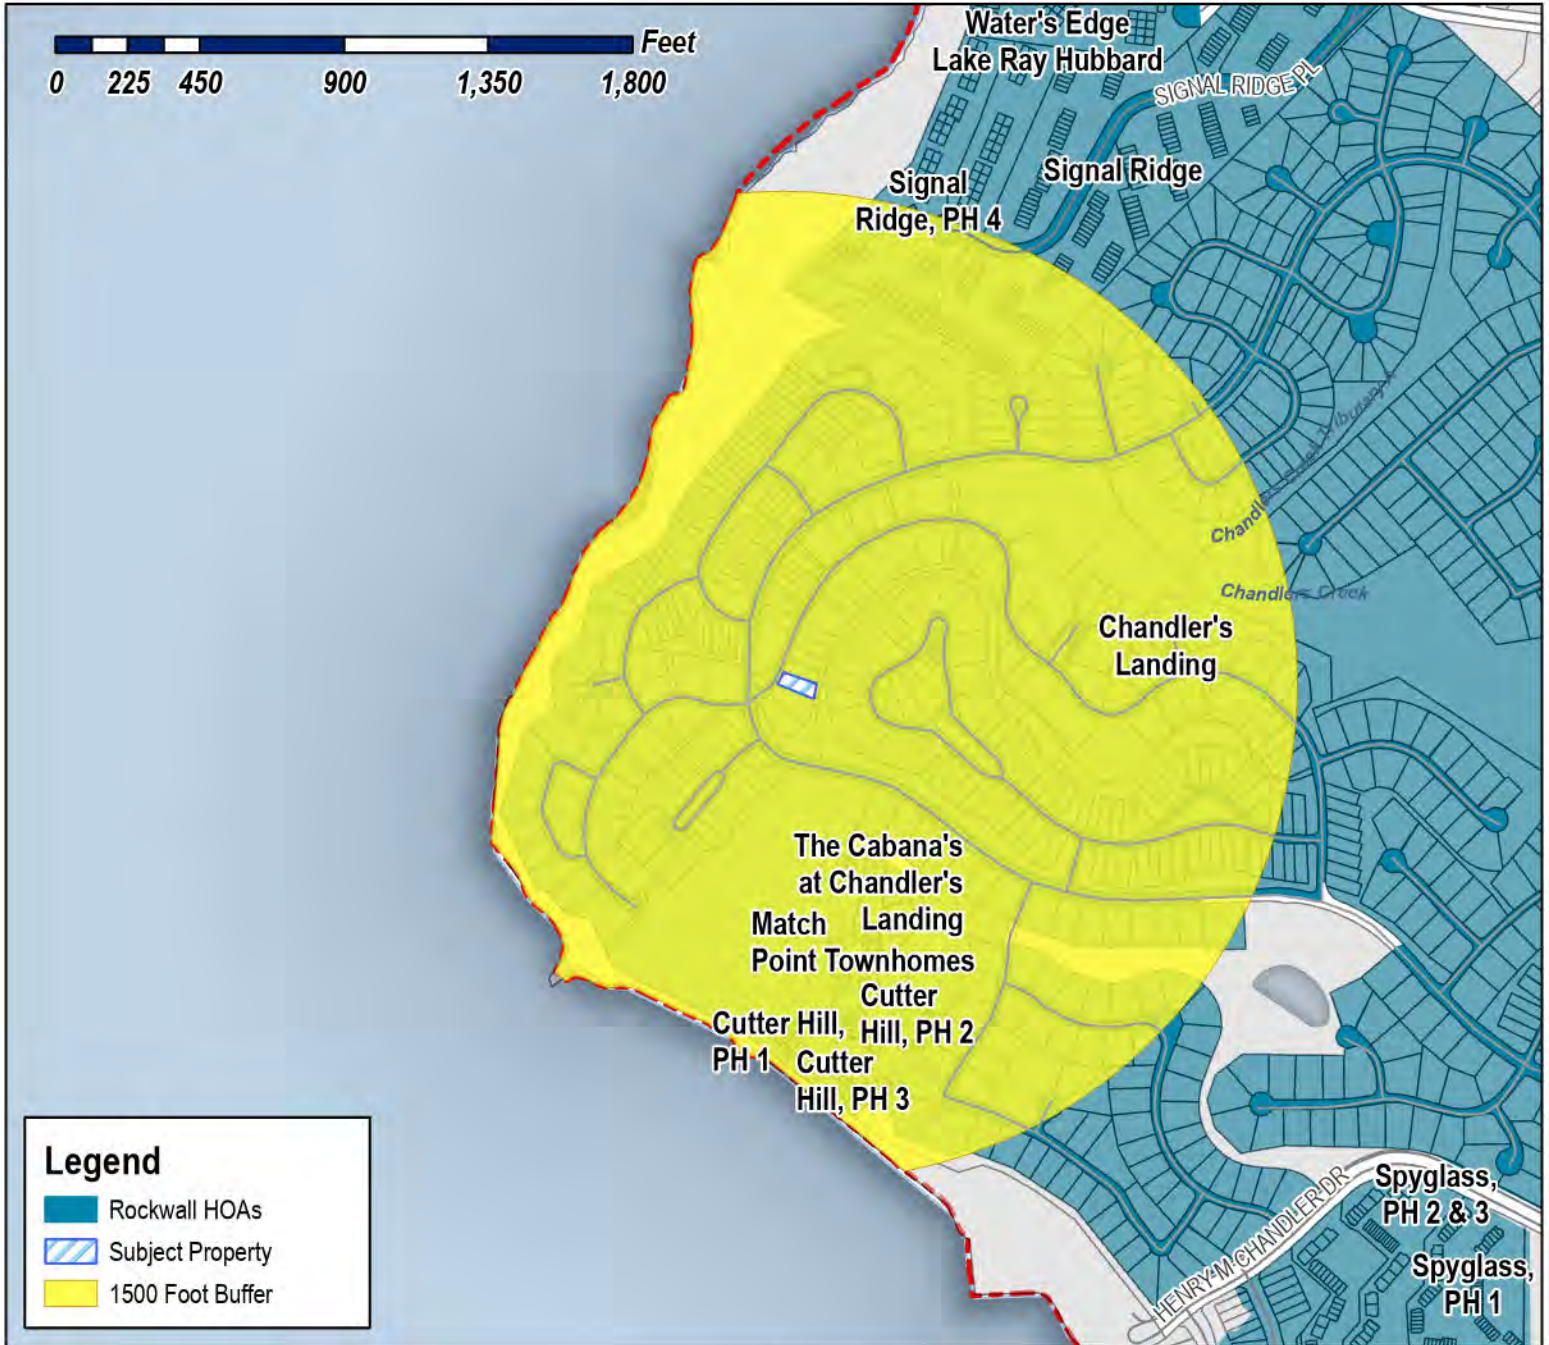 Feet
0 225 450 900 1,350 1,800
Water's Edge
Lake Ray Hubbard
SIGNAL RIDGE PL
Signal Ridge
Signal
Ridge, PH 4
Chandlers Creek Tributary
Chandlers Creek
Chandler's
Landing
The Cabana's
at Chandler's
Landing
Match
Point Townhomes
Cutter
Hill, PH 2
Cutter Hill,
PH 1
Cutter
Hill, PH 3
HENRY M CHANDLER DR
Spyglass,
PH 2 & 3
Spyglass,
PH 1
Legend
Rockwall HOAs
Subject Property
1500 Foot Buffer